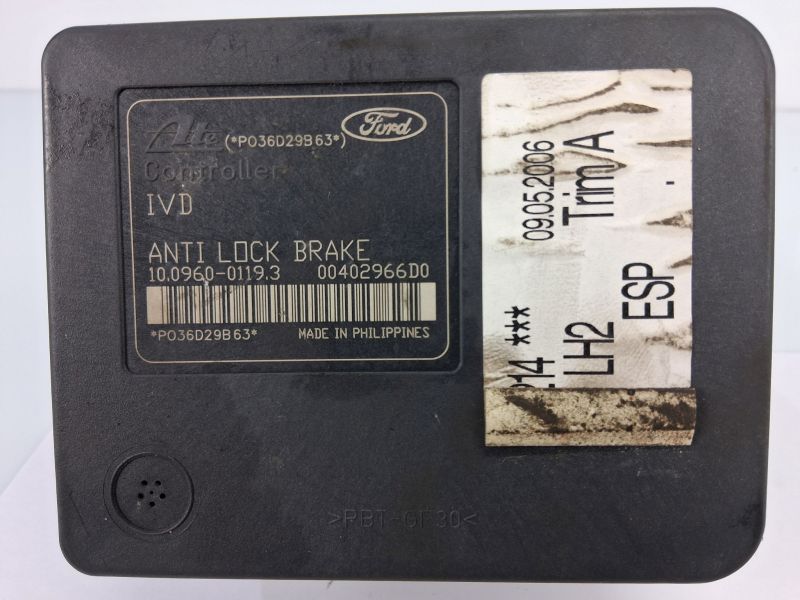 Ate (*P036D29B63*) Ford
Controller
IVD
ANTI LOCK BRAKE
10.0960-0119.3 00402966D0
*P036D29B63*
MADE IN PHILIPPINES
09.05.2006
Trim/A
214 ***
LH2
ESP
>PBT-GF30<